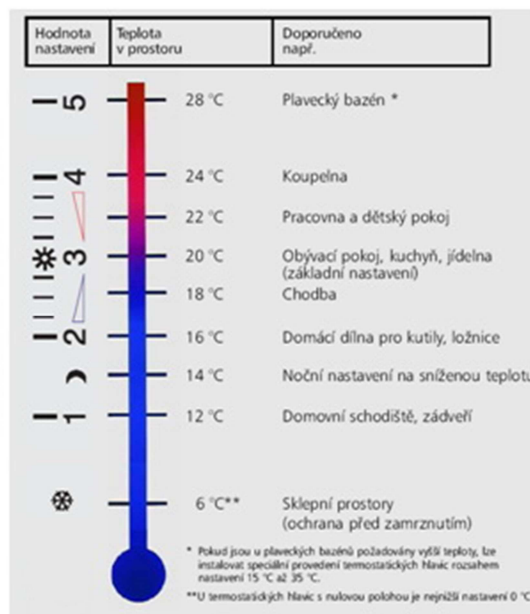 Hodnota nastavení
Teplota v prostoru
Doporučeno např.
5
28 °C
Plavecký bazén *
4
24 °C
Koupelna
22 °C
Pracovna a dětský pokoj
3
20 °C
Obývací pokoj, kuchyň, jídelna
(základní nastavení)
18 °C
Chodba
2
16 °C
Domácí dílna pro kutily, ložnice
14 °C
Noční nastavení na sníženou teplotu
1
12 °C
Domovní schodiště, zádveří
6 °C**
Sklepní prostory
(ochrana před zamrznutím)
* Pokud jsou u plaveckých bazénů požadovány vyšší teploty, lze
instalovat speciální provedení termostatických hlavic rozsahem
nastavení 15 °C až 35 °C.
**U termostatických hlavic s nulovou polohou je nejnižší nastavení 0 °C